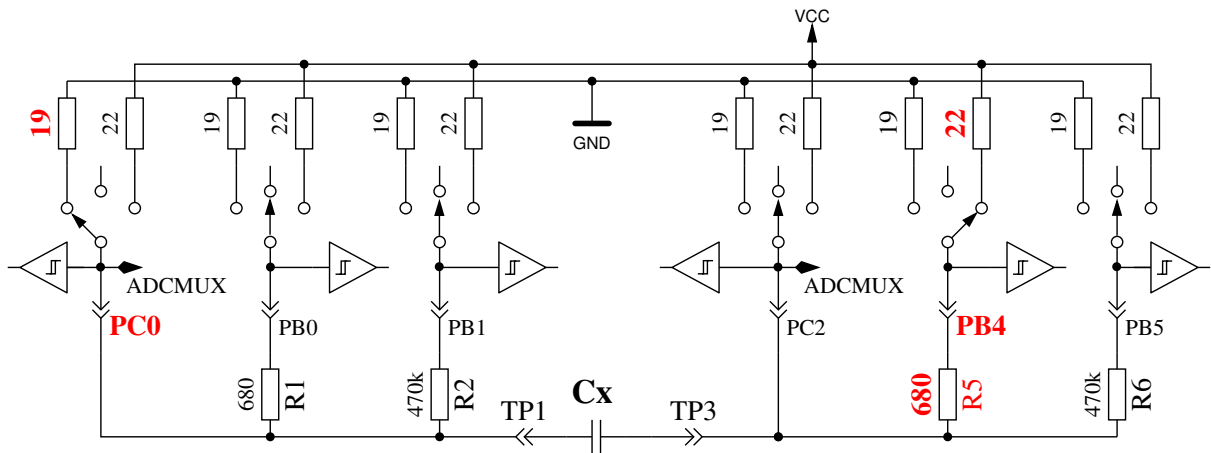 VCC
19
22
19
22
19
22
GND
19
22
19
22
19
22
ADCMUX
ADCMUX
PC0
PB0
PB1
PC2
PB4
PB5
680
R1
470k
R2
TP1
Cx
TP3
680
R5
470k
R6